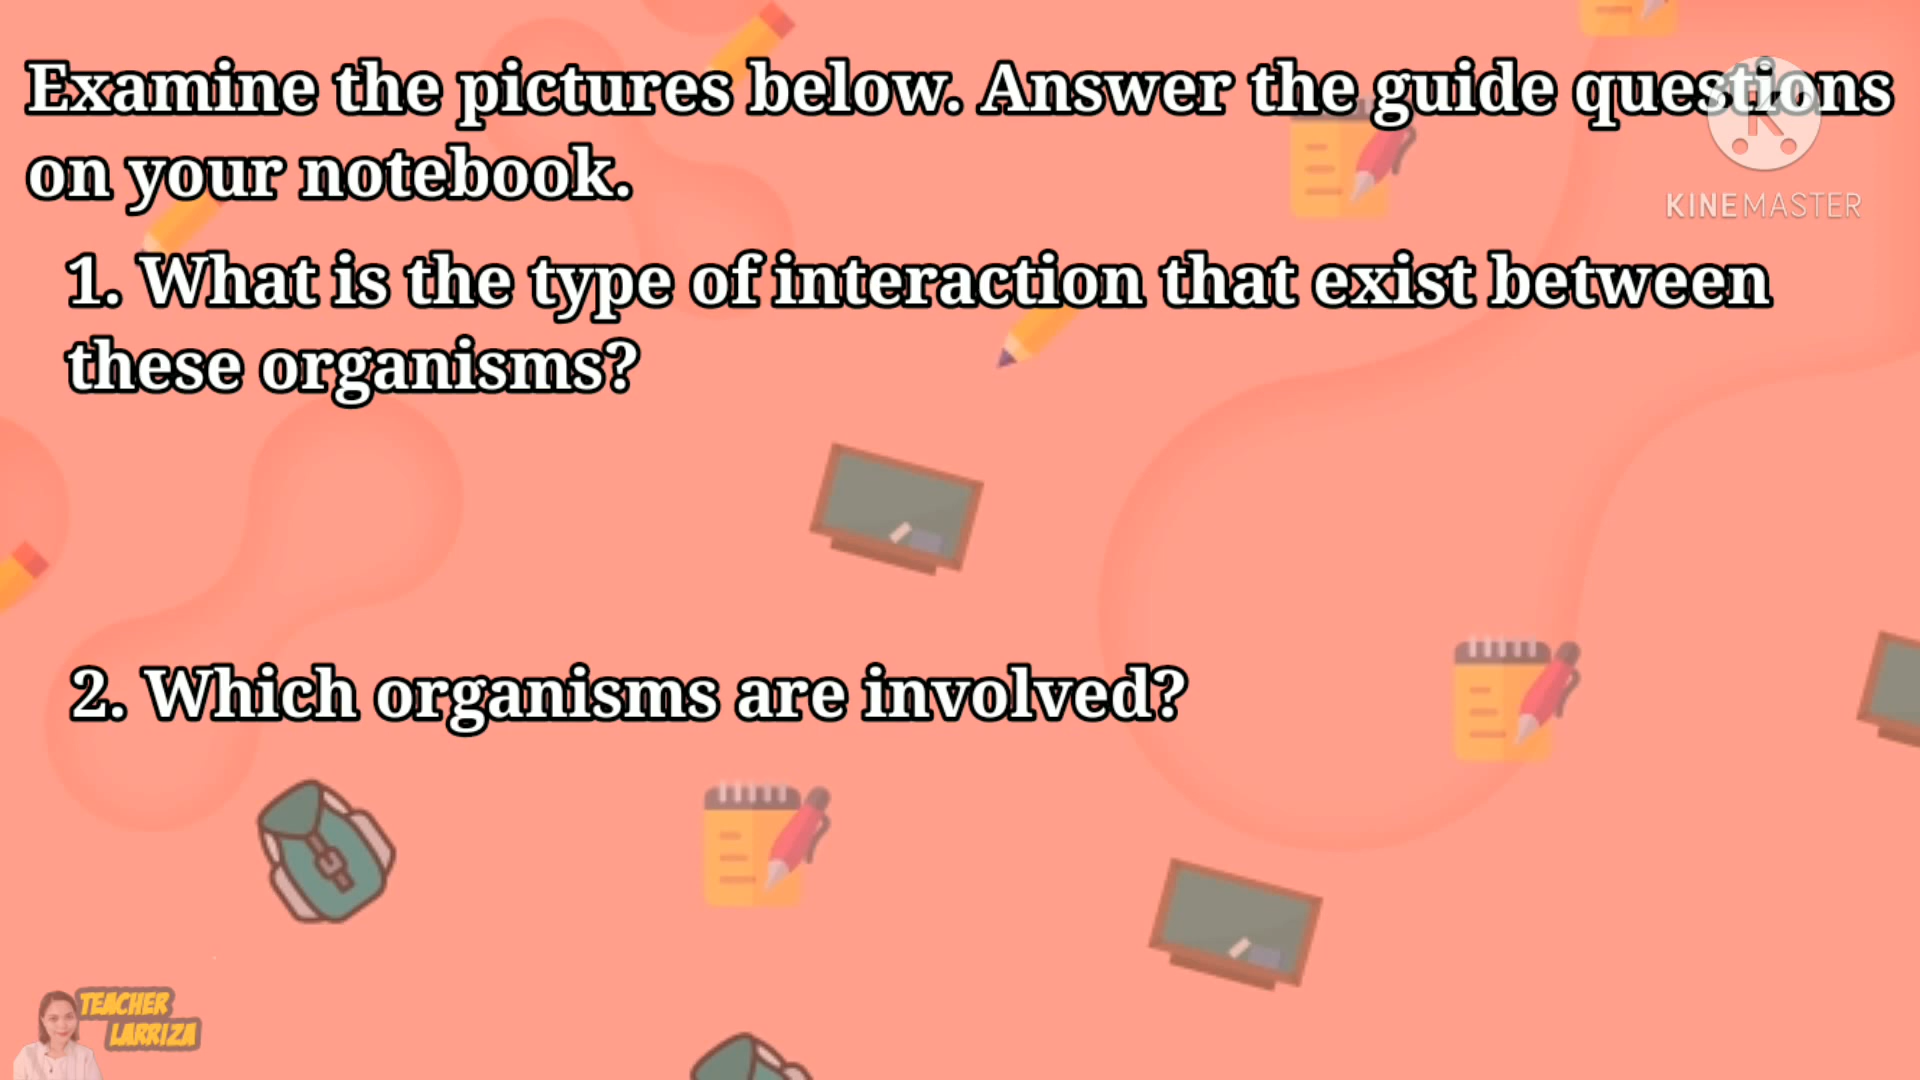 Examine the pictures below. Answer the guide questions
on your notebook.
KINEMASTER
1. What is the type of interaction that exist between
these organisms?
2. Which organisms are involved?
TEACHER
LARRIZA